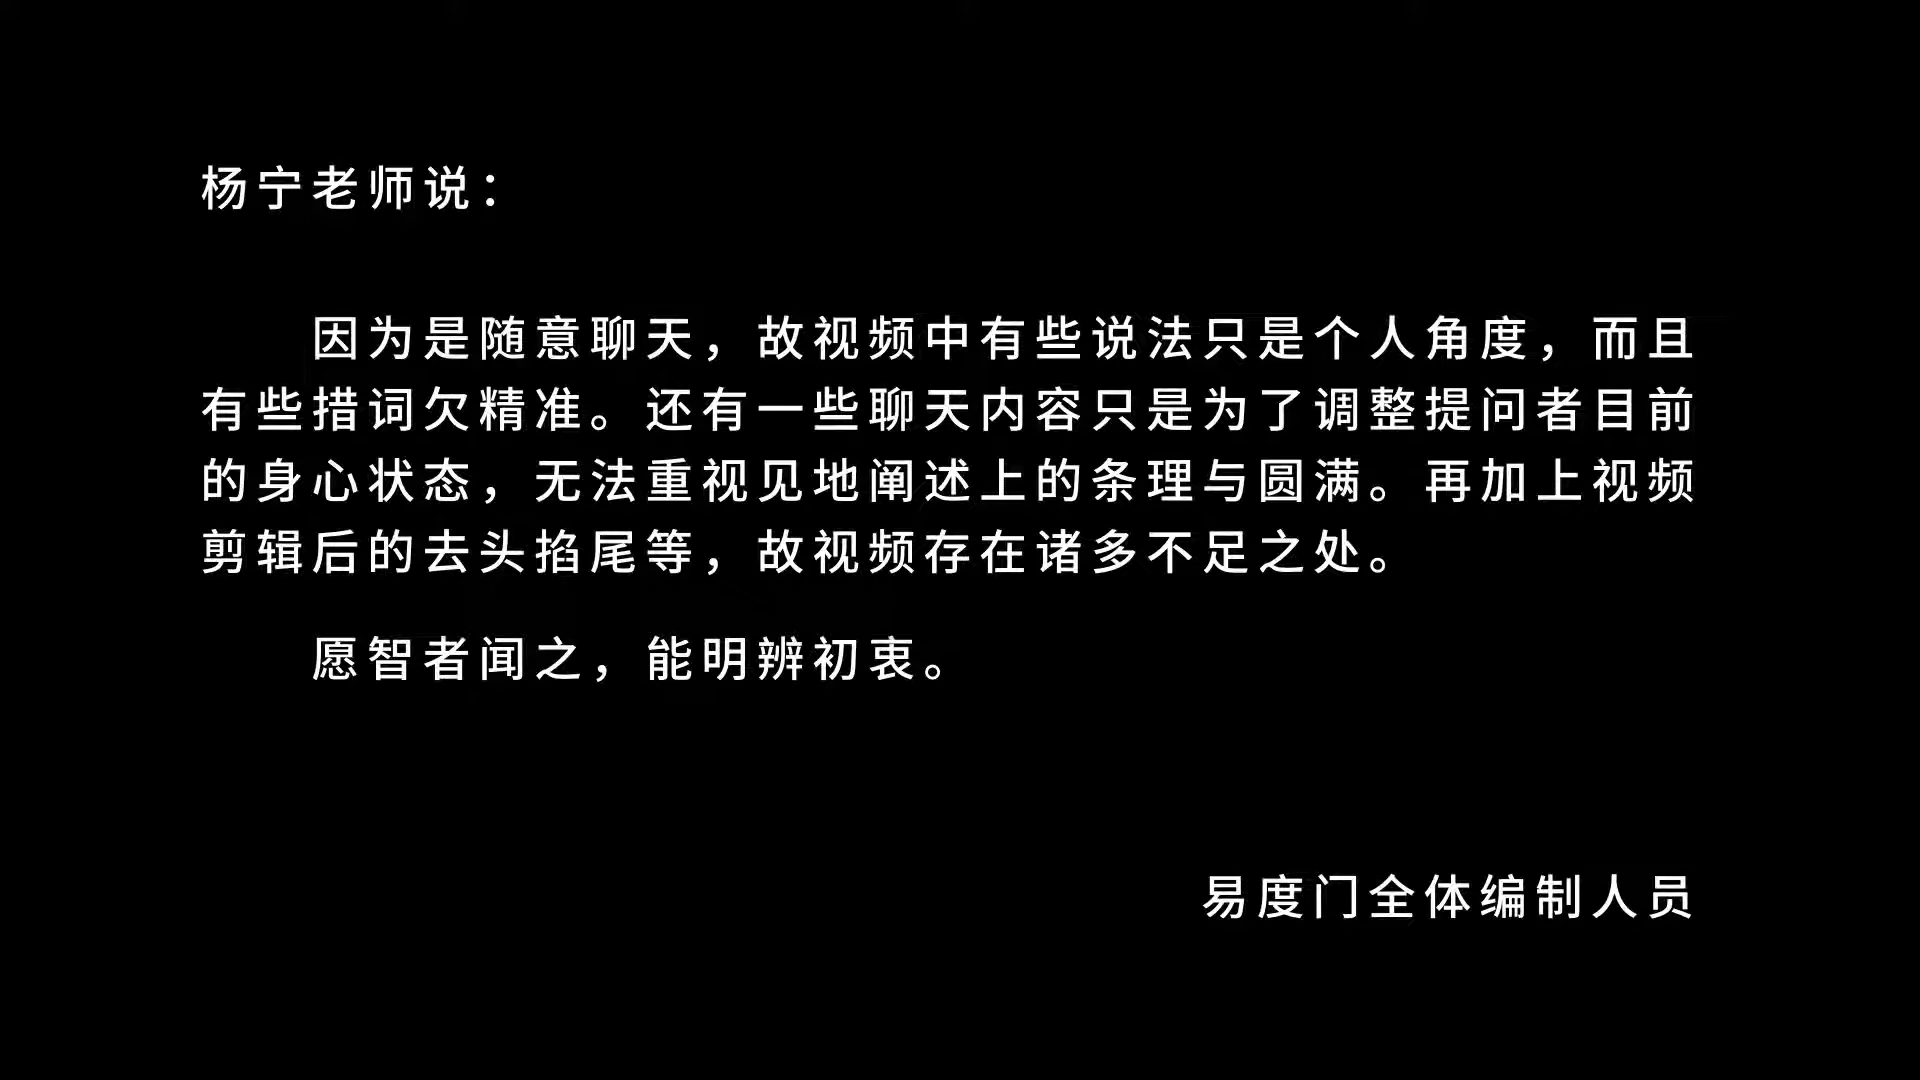 杨宁老师说：
因为是随意聊天，故视频中有些说法只是个人角度，而且
有些措词欠精准。还有一些聊天内容只是为了调整提问者目前
的身心状态，无法重视见地阐述上的条理与圆满。再加上视频
剪辑后的去头掐尾等，故视频存在诸多不足之处。
愿智者闻之，能明辨初衷。
易度门全体编制人员